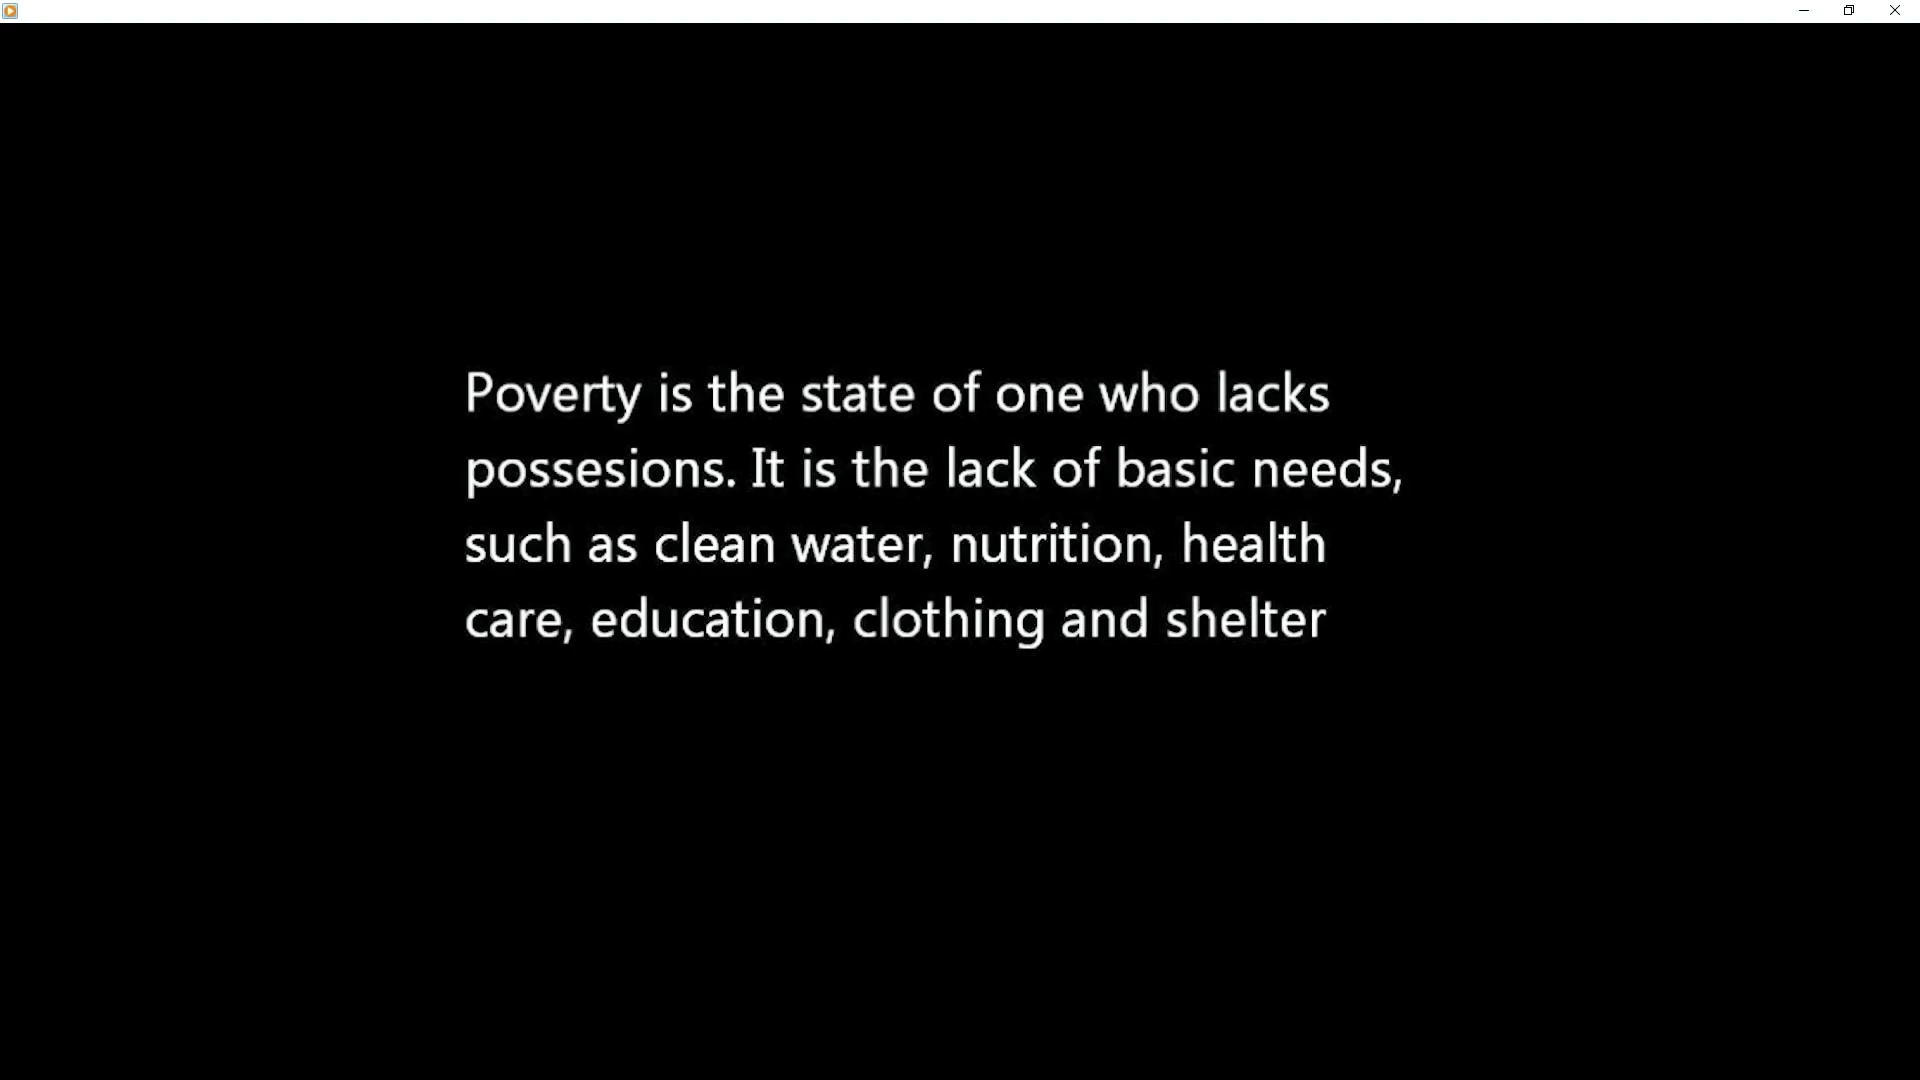 Poverty is the state of one who lacks
possesions. It is the lack of basic needs,
such as clean water, nutrition, health
care, education, clothing and shelter